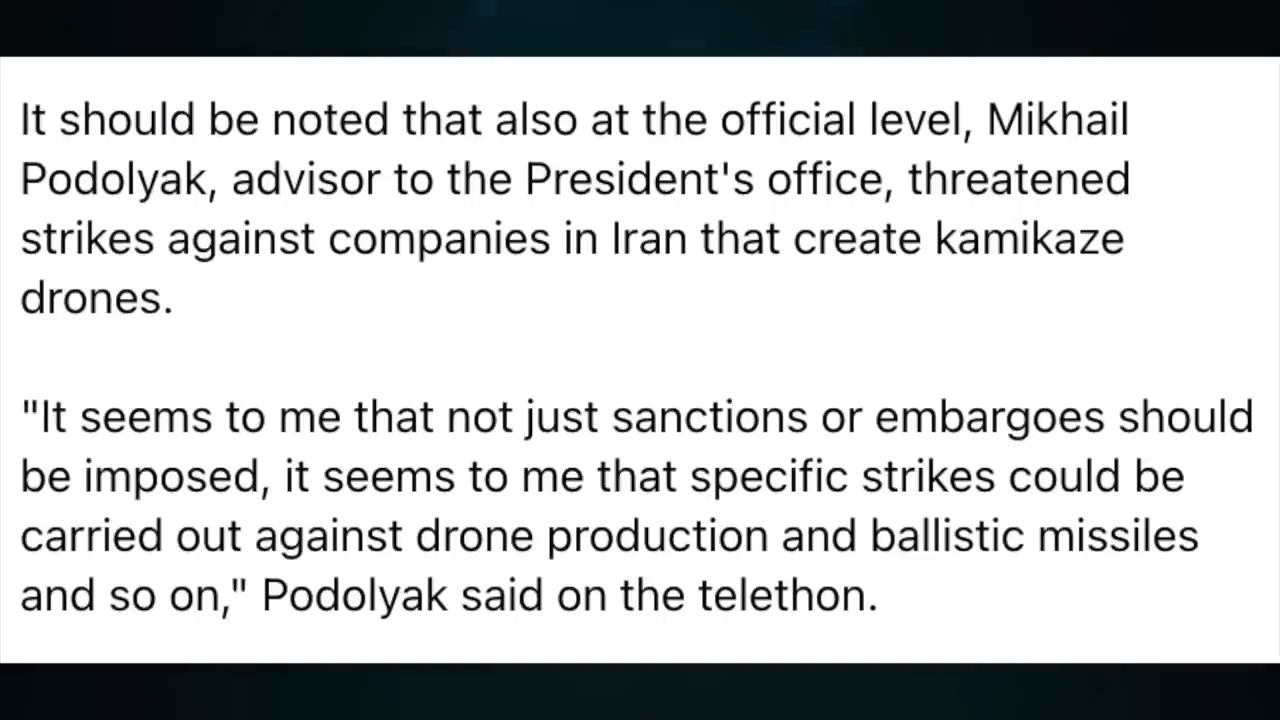 It should be noted that also at the official level, Mikhail
Podolyak, advisor to the President's office, threatened
strikes against companies in Iran that create kamikaze
drones.
"It seems to me that not just sanctions or embargoes should
be imposed, it seems to me that specific strikes could be
carried out against drone production and ballistic missiles
and so on," Podolyak said on the telethon.